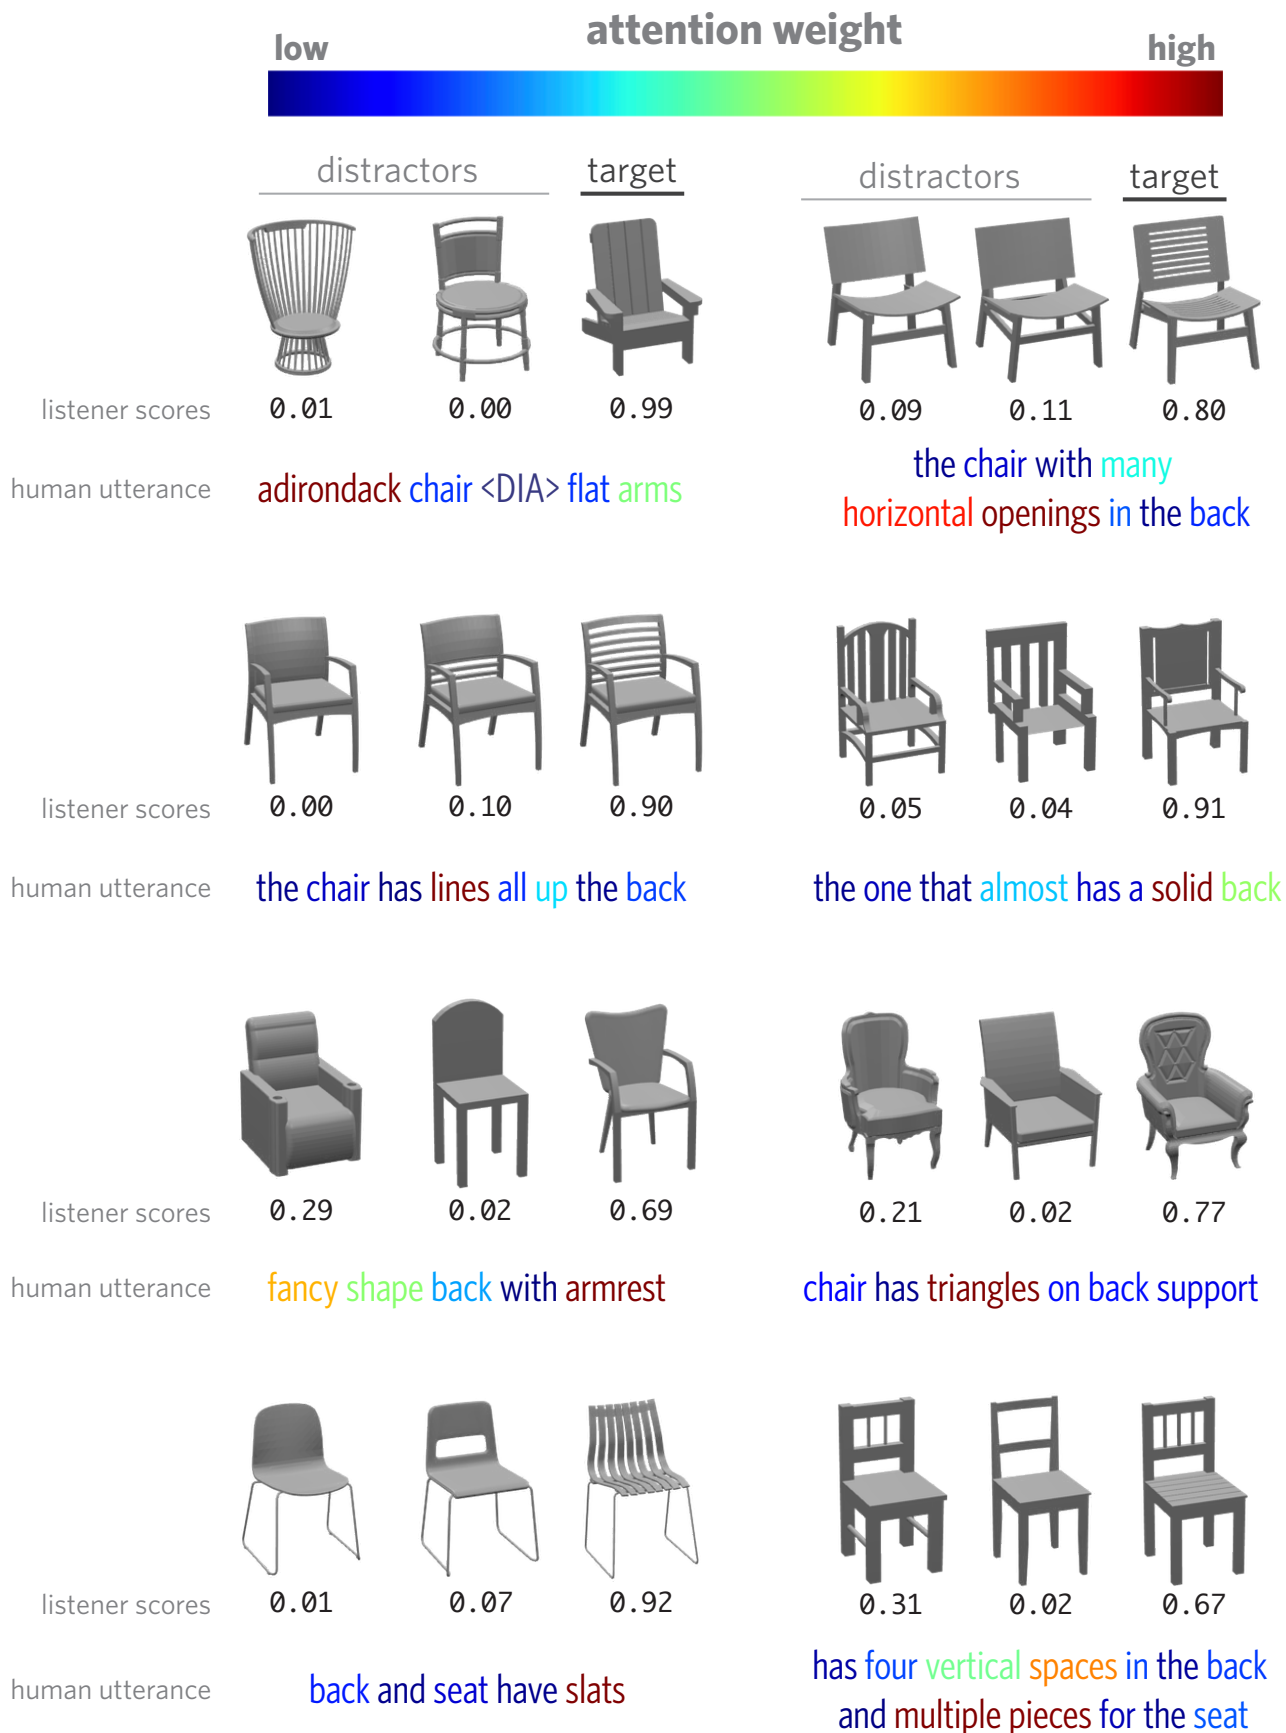 attention weight
low high
distractors target distractors target
listener scores 0.01 0.00 0.99 0.09 0.11 0.80
human utterance adirondack chair <DIA> flat arms
the chair with many
horizontal openings in the back
listener scores 0.00 0.10 0.90 0.05 0.04 0.91
human utterance the chair has lines all up the back the one that almost has a solid back
listener scores 0.29 0.02 0.69 0.21 0.02 0.77
human utterance fancy shape back with armrest chair has triangles on back support
listener scores 0.01 0.07 0.92 0.31 0.02 0.67
human utterance back and seat have slats
has four vertical spaces in the back
and multiple pieces for the seat